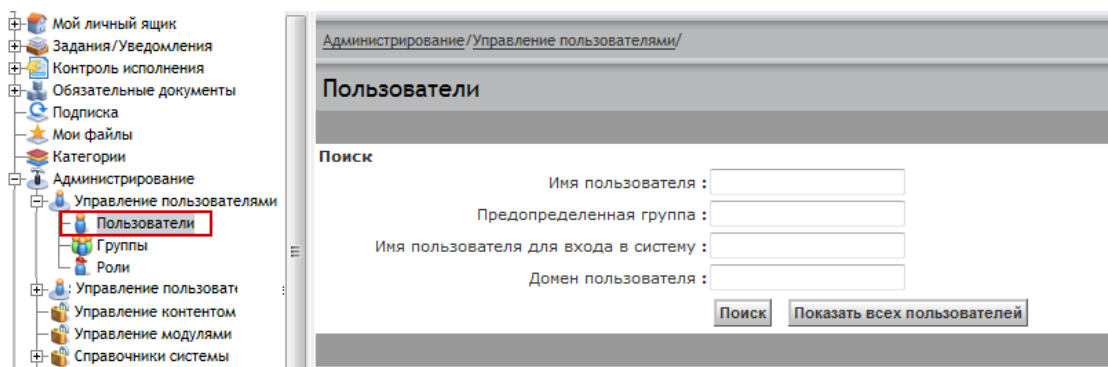 Мой личный ящик
Задания/Уведомления
Контроль исполнения
Обязательные документы
Подписка
Мои файлы
Категории
Администрирование
Управление пользователями
Пользователи
Группы
Роли
: Управление пользоват
Управление контентом
Управление модулями
Справочники системы
Администрирование/Управление пользователями/
Пользователи
Поиск
Имя пользователя :
Предопределенная группа :
Имя пользователя для входа в систему :
Домен пользователя :
Поиск Показать всех пользователей